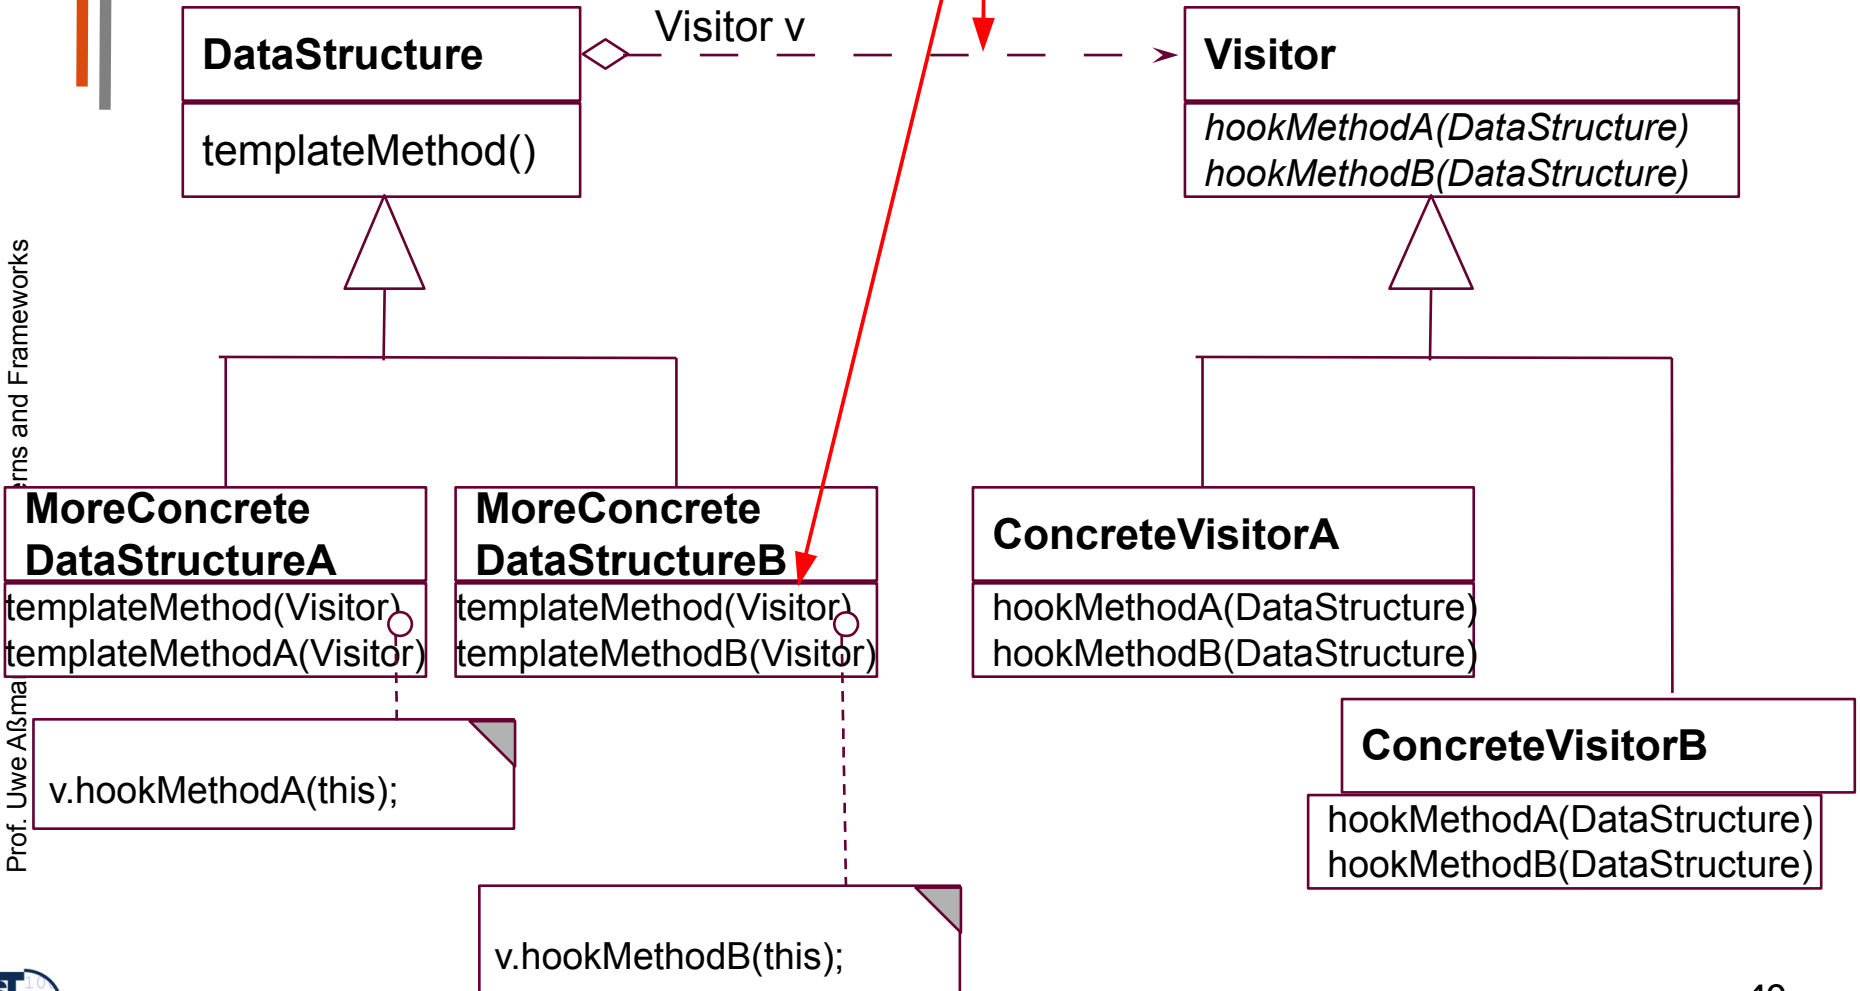 Visitor v
DataStructure
templateMethod()
Visitor
hookMethodA(DataStructure)
hookMethodB(DataStructure)
MoreConcrete
DataStructureA
templateMethod(Visitor)
templateMethodA(Visitor)
MoreConcrete
DataStructureB
templateMethod(Visitor)
templateMethodB(Visitor)
ConcreteVisitorA
hookMethodA(DataStructure)
hookMethodB(DataStructure)
ConcreteVisitorB
hookMethodA(DataStructure)
hookMethodB(DataStructure)
v.hookMethodA(this);
v.hookMethodB(this);
Prof. Uwe Aßma and Frameworks